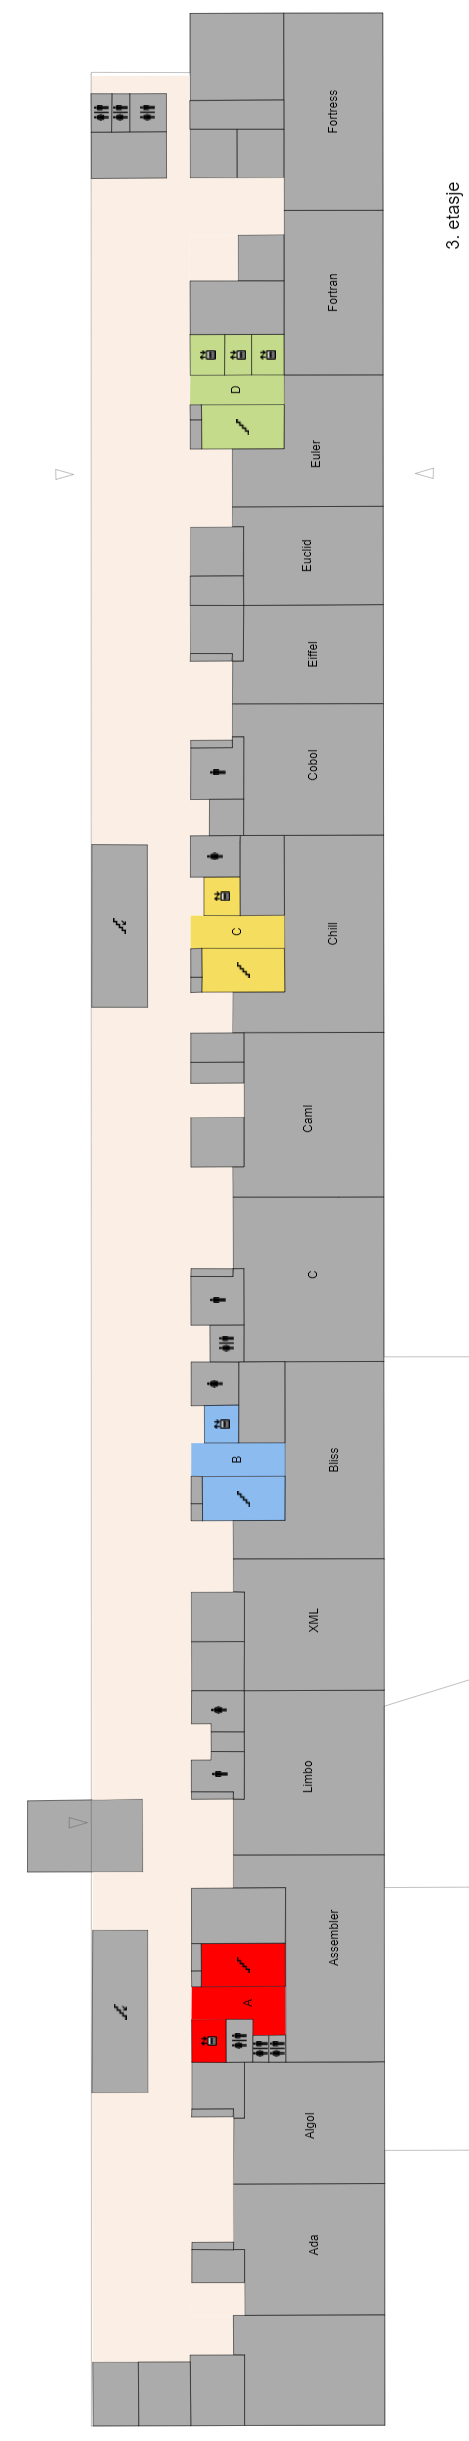 3. etasje
Fortress
Fortran
D
Euler
Euclid
Eiffel
Cobol
C
Chill
Caml
C
B
Bliss
XML
Limbo
Assembler
A
Algol
Ada